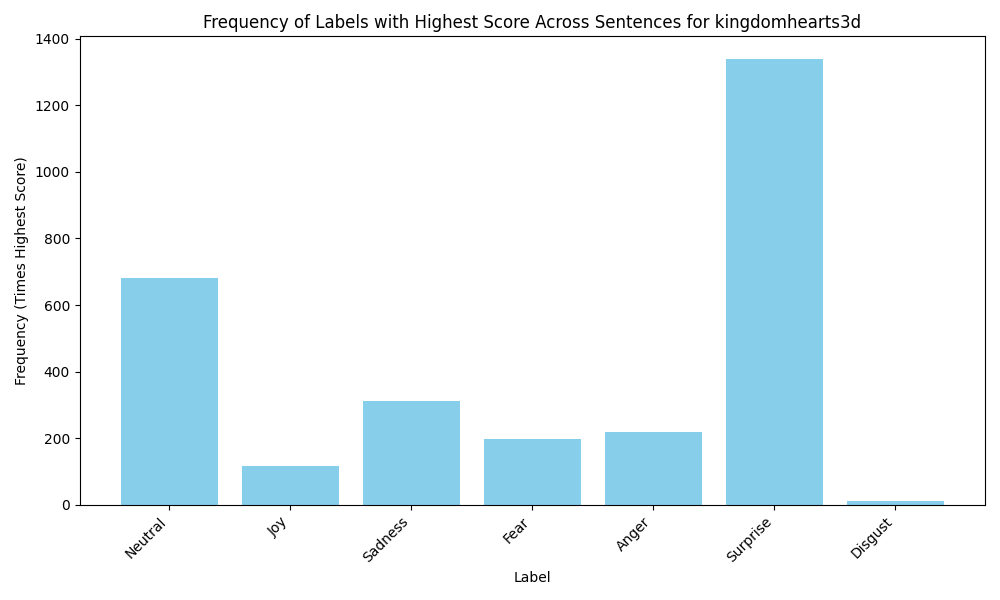 Frequency of Labels with Highest Score Across Sentences for kingdomhearts3d
1400
1200
1000
800
600
400
200
0
Frequency (Times Highest Score)
Neutral
Joy
Sadness
Fear
Anger
Surprise
Disgust
Label